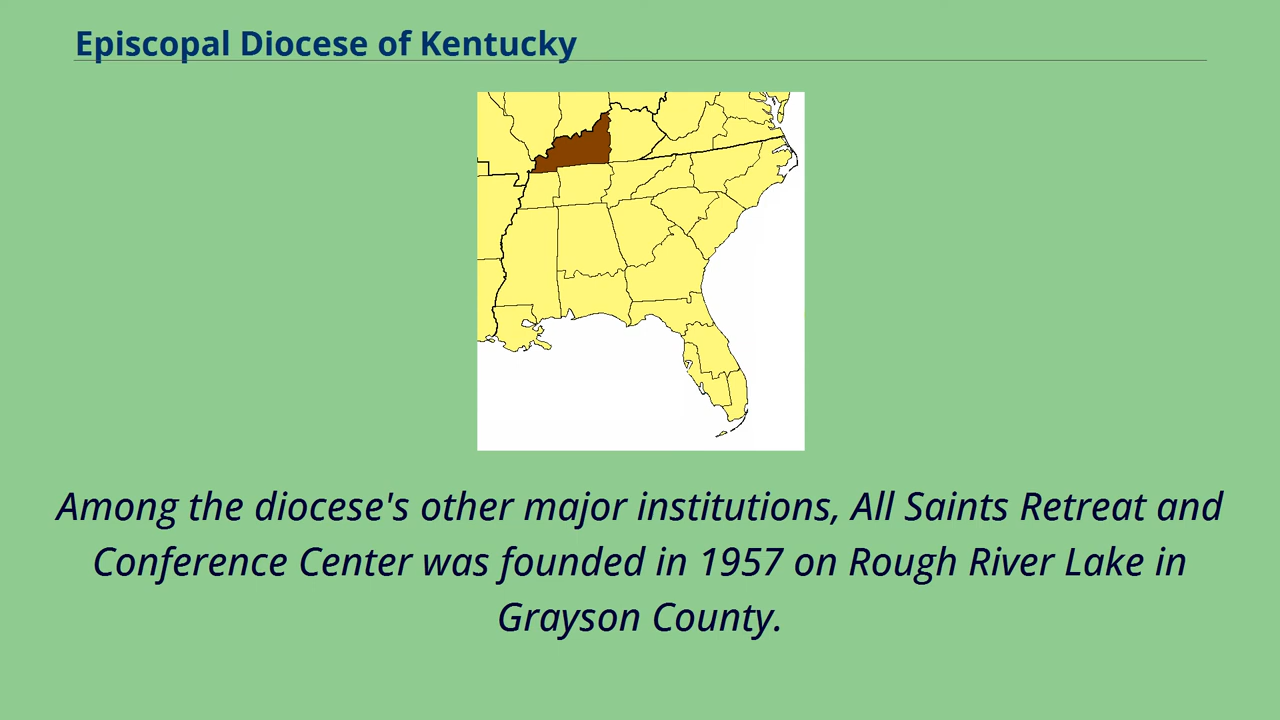 Episcopal Diocese of Kentucky
Among the diocese's other major institutions, All Saints Retreat and
Conference Center was founded in 1957 on Rough River Lake in
Grayson County.